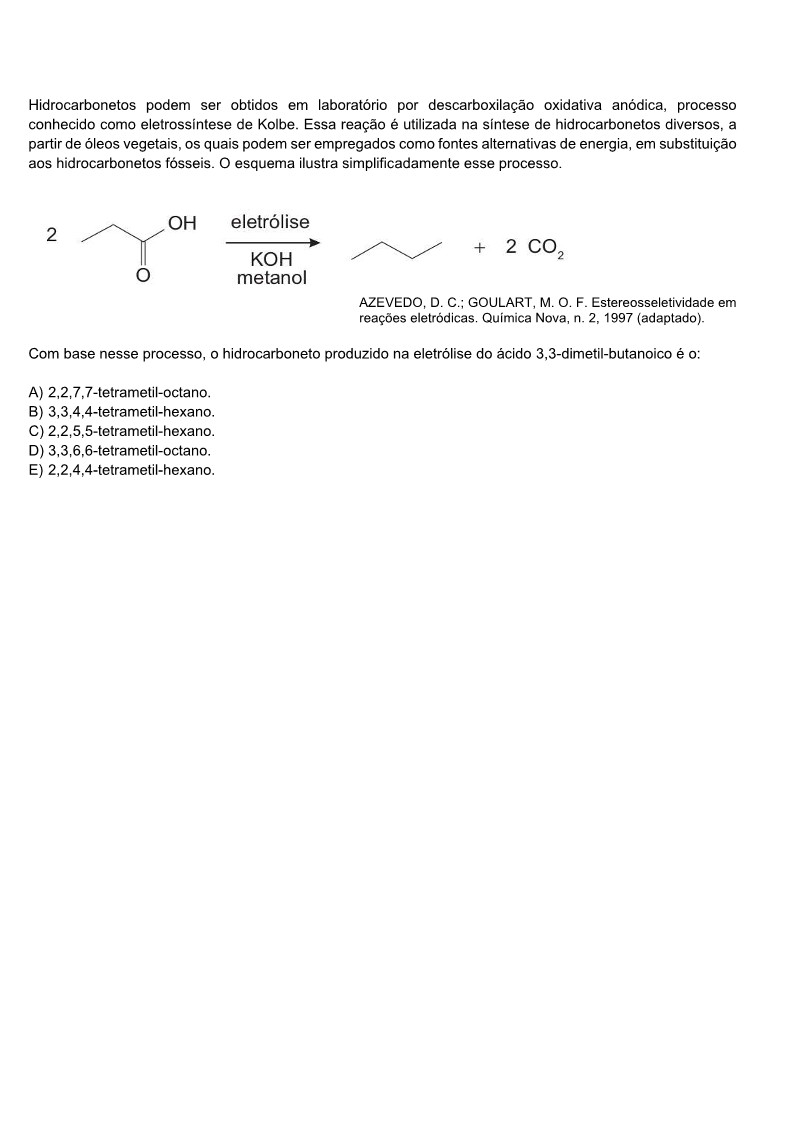 Hidrocarbonetos podem ser obtidos em laboratório por descarboxilação oxidativa anódica, processo
conhecido como eletrossíntese de Kolbe. Essa reação é utilizada na síntese de hidrocarbonetos diversos, a
partir de óleos vegetais, os quais podem ser empregados como fontes alternativas de energia, em substituição
aos hidrocarbonetos fósseis. O esquema ilustra simplificadamente esse processo.
2 OH O eletrólise + 2 CO2
KOH
metanol
AZEVEDO, D. C.; GOULART, M. O. F. Estereosseletividade em
reações eletródicas. Química Nova, n. 2, 1997 (adaptado).
Com base nesse processo, o hidrocarboneto produzido na eletrólise do ácido 3,3-dimetil-butanoico é o:
A) 2,2,7,7-tetrametil-octano.
B) 3,3,4,4-tetrametil-hexano.
C) 2,2,5,5-tetrametil-hexano.
D) 3,3,6,6-tetrametil-octano.
E) 2,2,4,4-tetrametil-hexano.